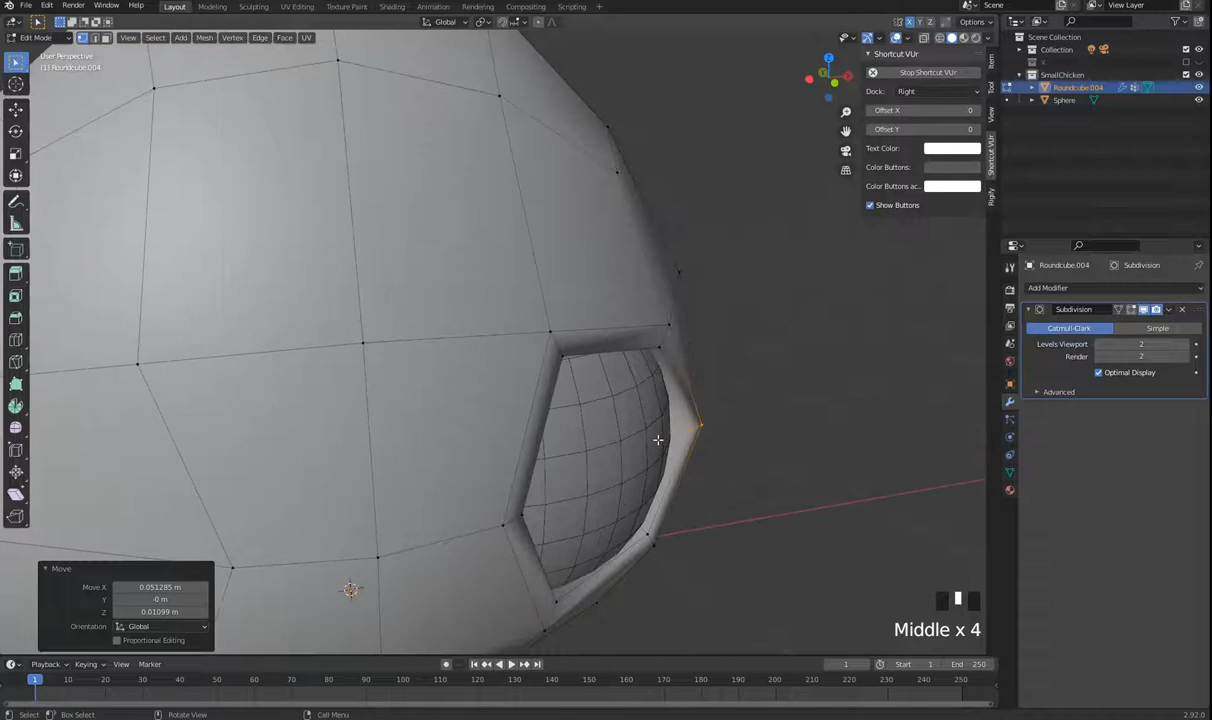 File Edit Render Window Help Layout Modeling Sculpting UV Editing Texture Paint Shading Animation Rendering Compositing Scripting Scene View Layer
Global X Y Z Options
Edit Mode View Select Add Mesh Vertex Edge Face UV
User Perspective
(1) Roundcube.004
Shortcut VUr
Stop Shortcut VUr
Dock: Right
Offset X 0
Offset Y 0
Text Color:
Color Buttons:
Color Buttons ac..
Show Buttons
Item
Tool
View
Shortcut VUr
Rigify
Z
Scene Collection
Collection
X
SmallChicken
Roundcube.004
Sphere
Roundcube.004 Subdivision
Add Modifier
Subdivision
Catmull-Clark Simple
Levels Viewport 2
Render 2
Optimal Display
Advanced
Move
Move X 0.051285 m
Y -0 m
Z 0.01099 m
Orientation Global
Proportional Editing
Middle x 4
Playback Keying View Marker 1 Start 1 End 250
1 10 20 30 40 50 60 70 80 90 100 110 120 130 140 150 160 170 180 190 200 210 220 230 240 250
Select Box Select Rotate View Call Menu 2.92.0